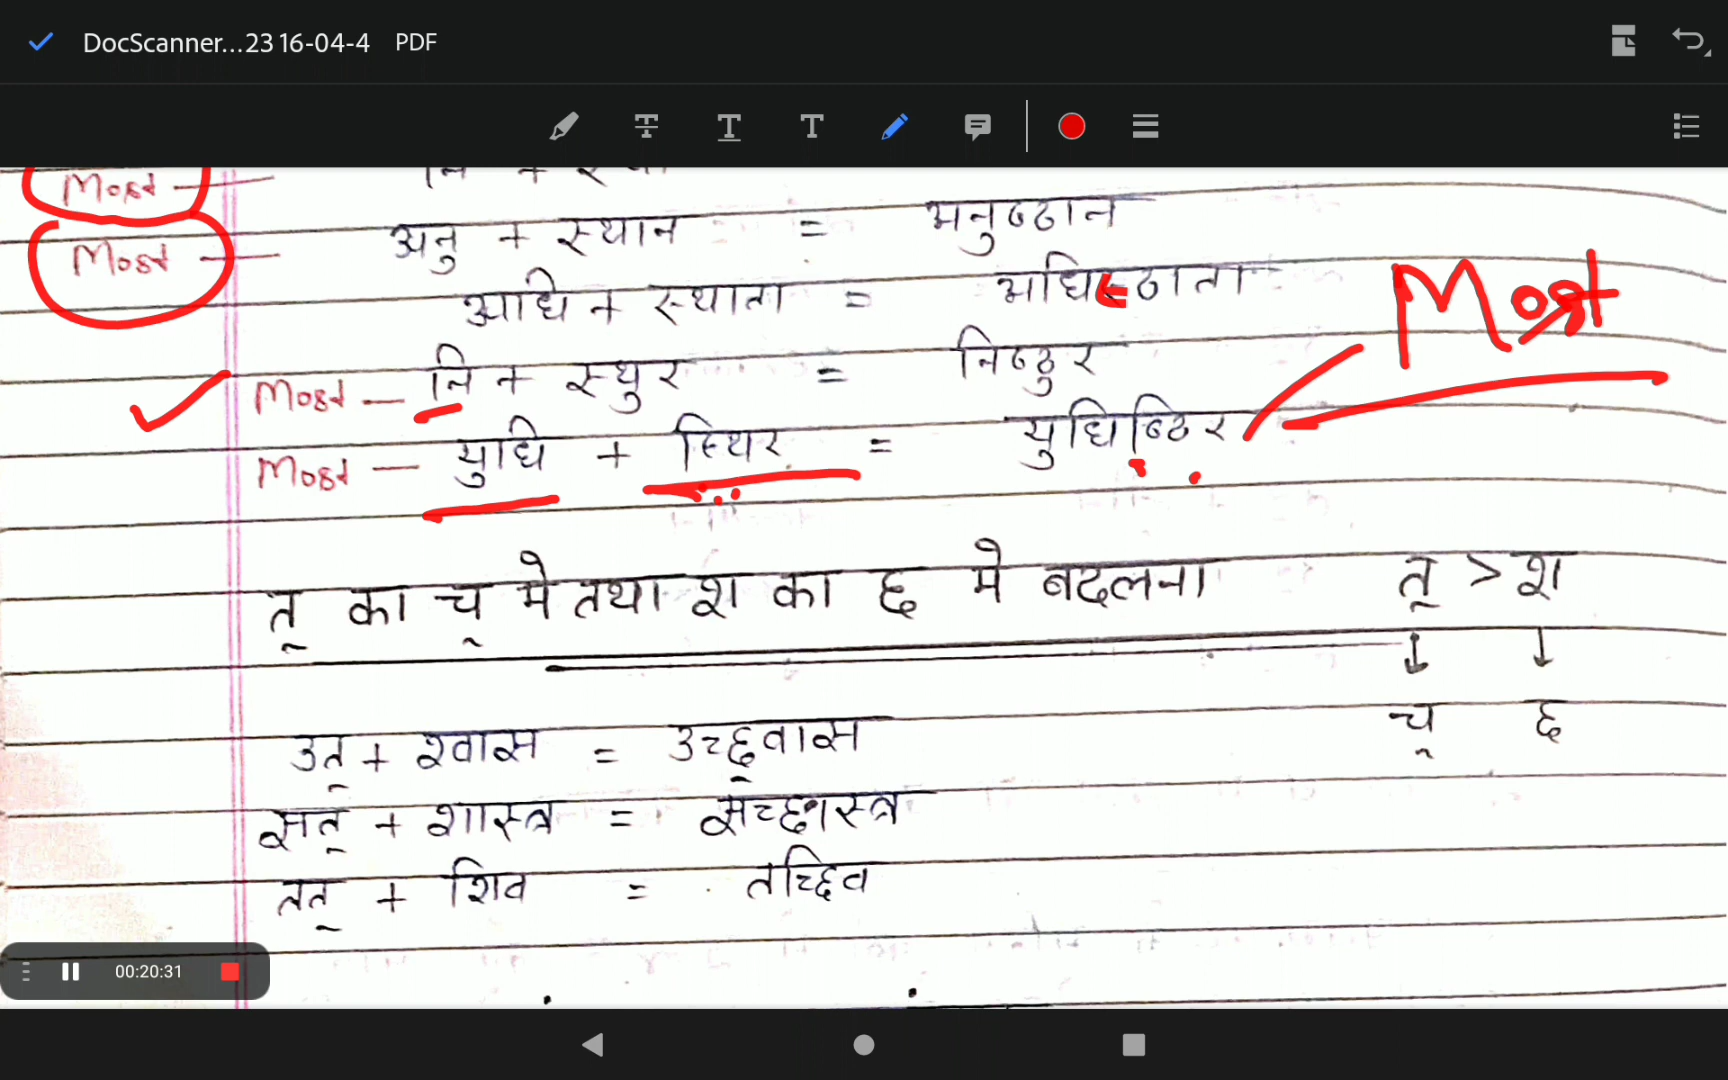 DocScanner...23 16-04-4 PDF
Most —
Most — अनु + स्थान = अनुष्ठान
अधि + स्थाता = अधिष्ठाता
Most
Most — नि + स्थुर = निष्ठुर
Most — युधि + स्थिर = युधिष्ठिर
त् का च् मे तथा श का छ मे बदलना त् > श
↓ ↓
च् छ
उत् + श्वास = उच्छ्वास
सत् + शास्त्र = सच्छास्त्र
तत् + शिव = तच्छिव
00:20:31